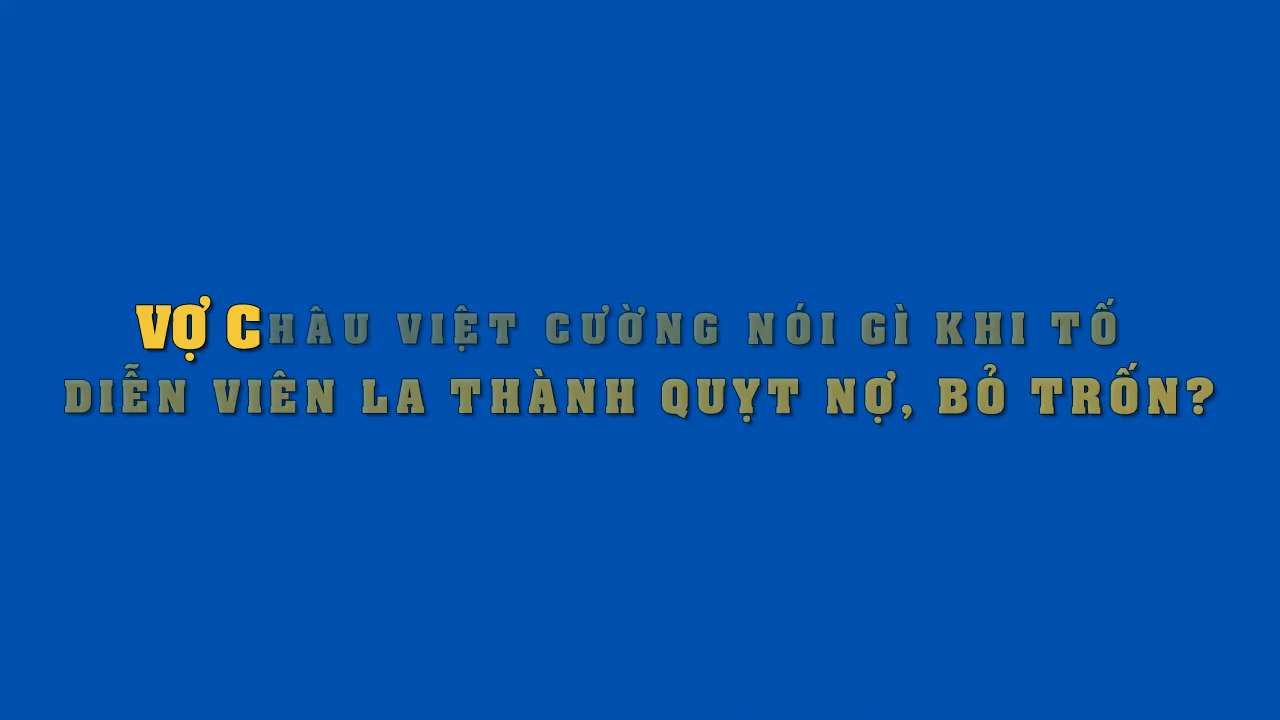 VỢ CHÂU VIỆT CƯỜNG NÓI GÌ KHI TỐ
DIỄN VIÊN LA THÀNH QUỴT NỢ, BỎ TRỐN?